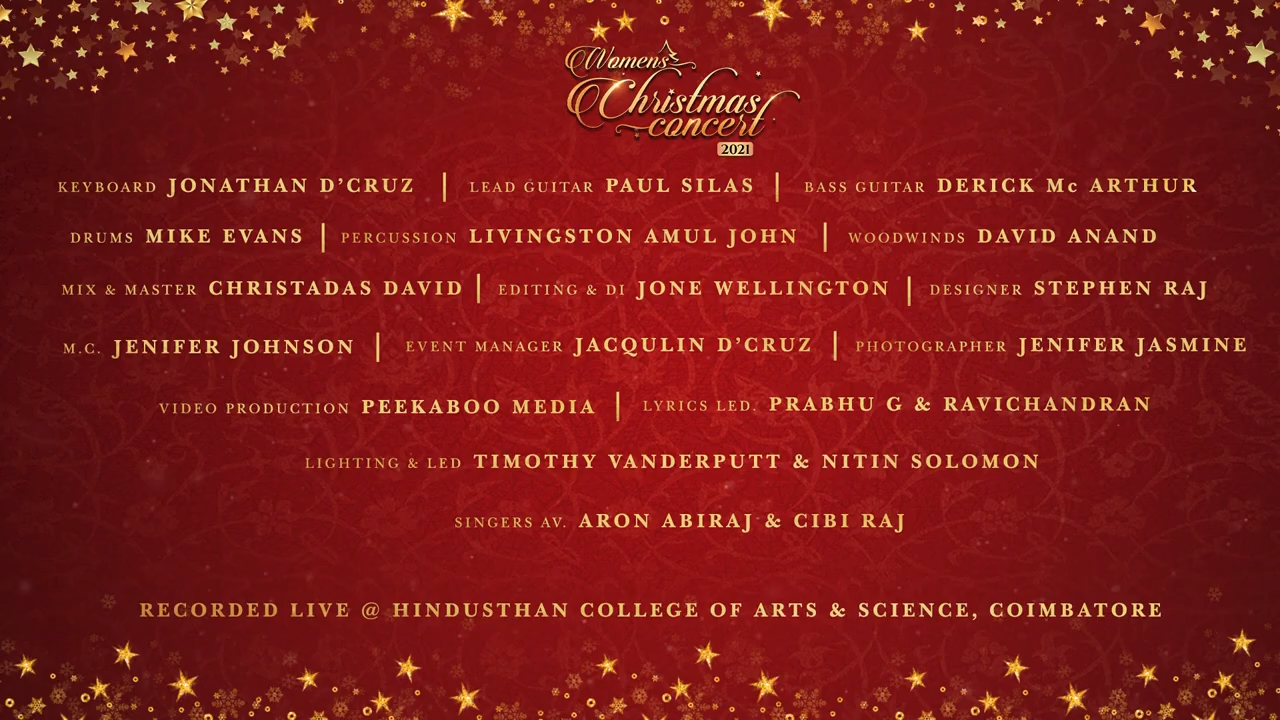 Womens
Christmas
concert
2021
KEYBOARD JONATHAN D’CRUZ | LEAD GUITAR PAUL SILAS | BASS GUITAR DERICK Mc ARTHUR
DRUMS MIKE EVANS | PERCUSSION LIVINGSTON AMUL JOHN | WOODWINDS DAVID ANAND
MIX & MASTER CHRISTADAS DAVID | EDITING & DI JONE WELLINGTON | DESIGNER STEPHEN RAJ
M.C. JENIFER JOHNSON | EVENT MANAGER JACQULIN D’CRUZ | PHOTOGRAPHER JENIFER JASMINE
VIDEO PRODUCTION PEEKABOO MEDIA | LYRICS LED. PRABHU G & RAVICHANDRAN
LIGHTING & LED TIMOTHY VANDERPUTT & NITIN SOLOMON
SINGERS AV. ARON ABIRAJ & CIBI RAJ
RECORDED LIVE @ HINDUSTHAN COLLEGE OF ARTS & SCIENCE, COIMBATORE